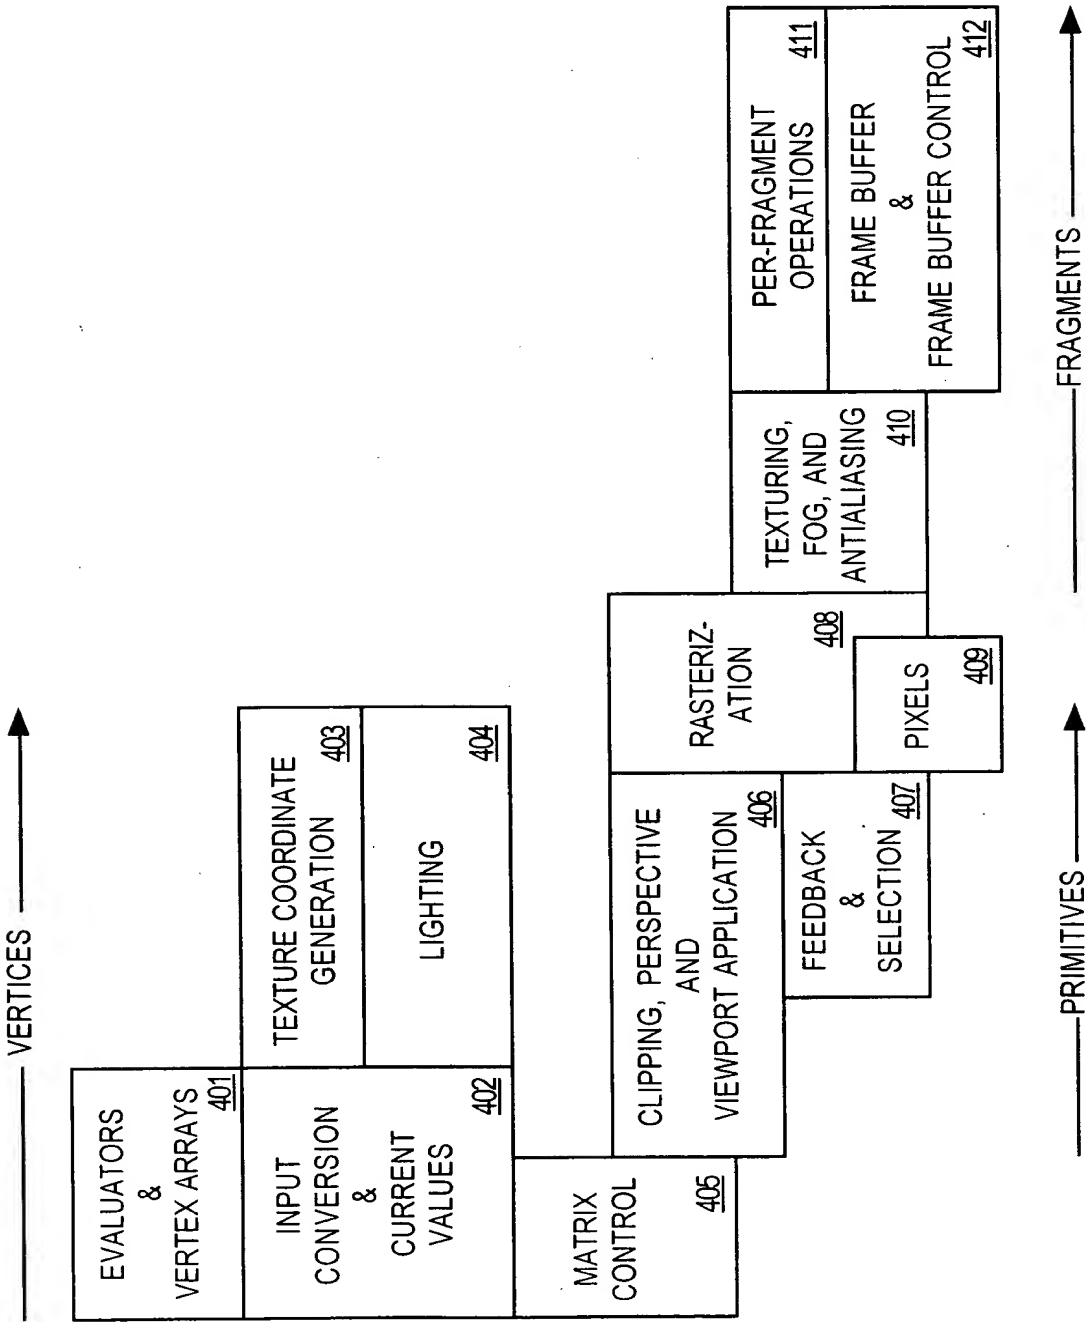 VERTICES
EVALUATORS
&
VERTEX ARRAYS
401
INPUT
CONVERSION
&
CURRENT
VALUES
402
TEXTURE COORDINATE
GENERATION
403
LIGHTING
404
MATRIX
CONTROL
405
CLIPPING, PERSPECTIVE
AND
VIEWPORT APPLICATION
406
FEEDBACK
&
SELECTION
407
RASTERIZ-
ATION
408
PIXELS
409
TEXTURING,
FOG, AND
ANTIALIASING
410
PER-FRAGMENT
OPERATIONS
411
FRAME BUFFER
&
FRAME BUFFER CONTROL
412
PRIMITIVES
FRAGMENTS